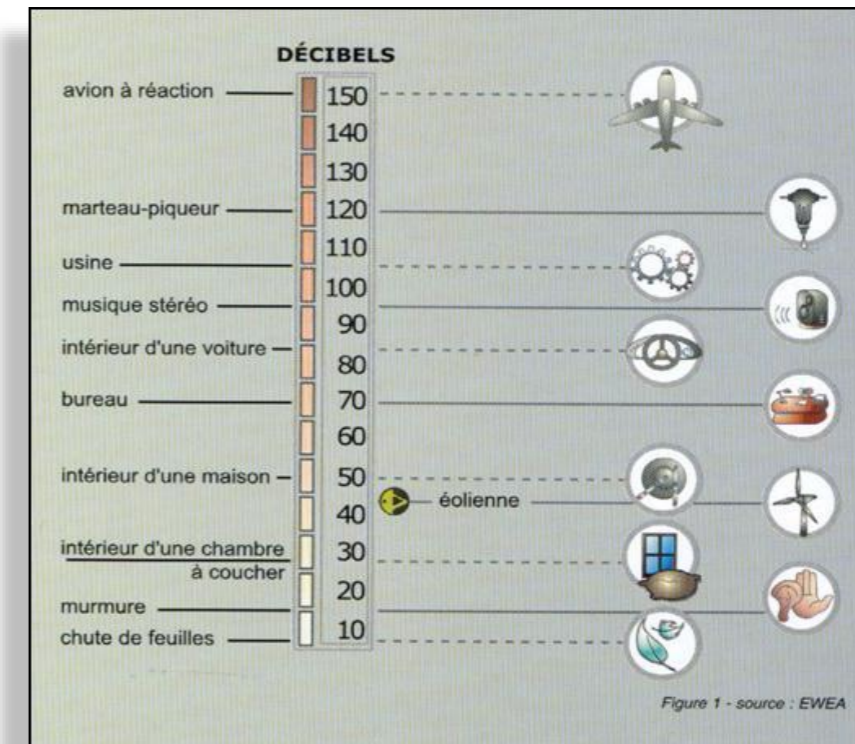 DÉCIBELS
avion à réaction
150
140
130
marteau-piqueur
120
110
usine
100
musique stéréo
90
intérieur d'une voiture
80
bureau
70
60
intérieur d'une maison
50
éolienne
40
intérieur d'une chambre
à coucher
30
20
murmure
10
chute de feuilles
Figure 1 - source : EWEA